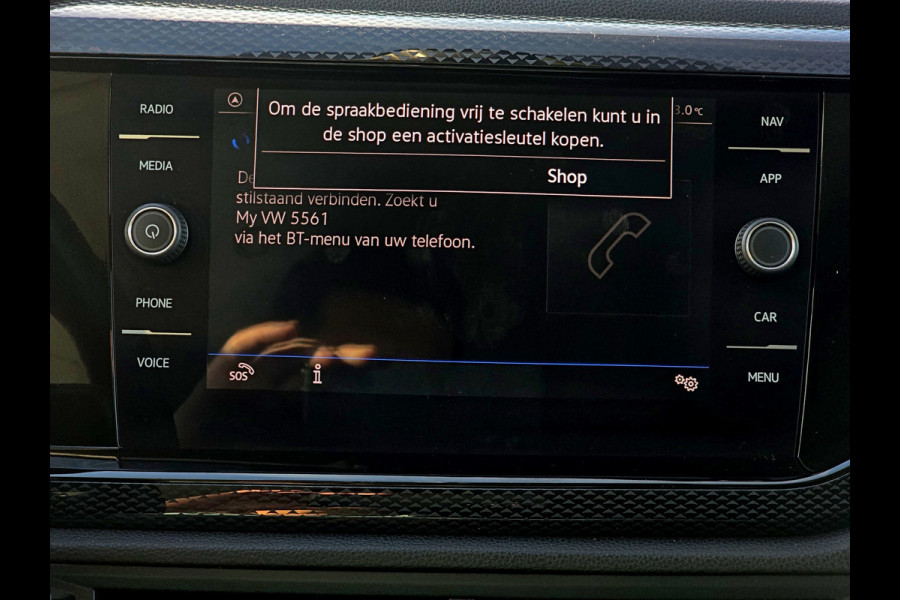 RADIO
MEDIA
PHONE
VOICE
Om de spraakbediening vrij te schakelen kunt u in
de shop een activatiesleutel kopen.
Shop
stilstaand verbinden. Zoekt u
My VW 5561
via het BT-menu van uw telefoon.
SOS
i
3.0 °C
NAV
APP
CAR
MENU